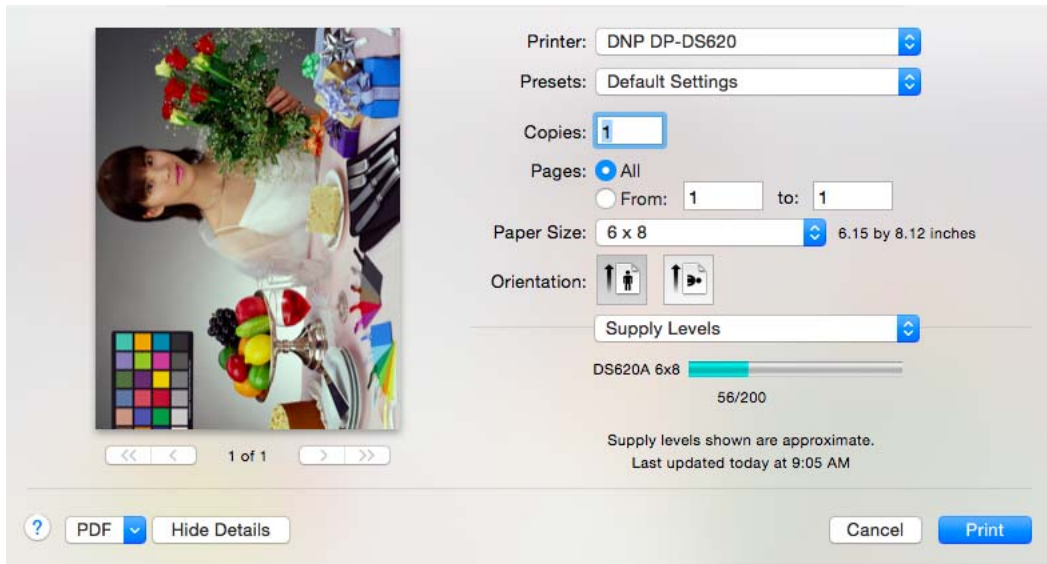 Printer: DNP DP-DS620
Presets: Default Settings
Copies: 1
Pages: All
From: 1 to: 1
Paper Size: 6 x 8 6.15 by 8.12 inches
Orientation:
Supply Levels
DS620A 6x8
56/200
Supply levels shown are approximate.
Last updated today at 9:05 AM
<< < 1 of 1 > >>
? PDF Hide Details Cancel Print